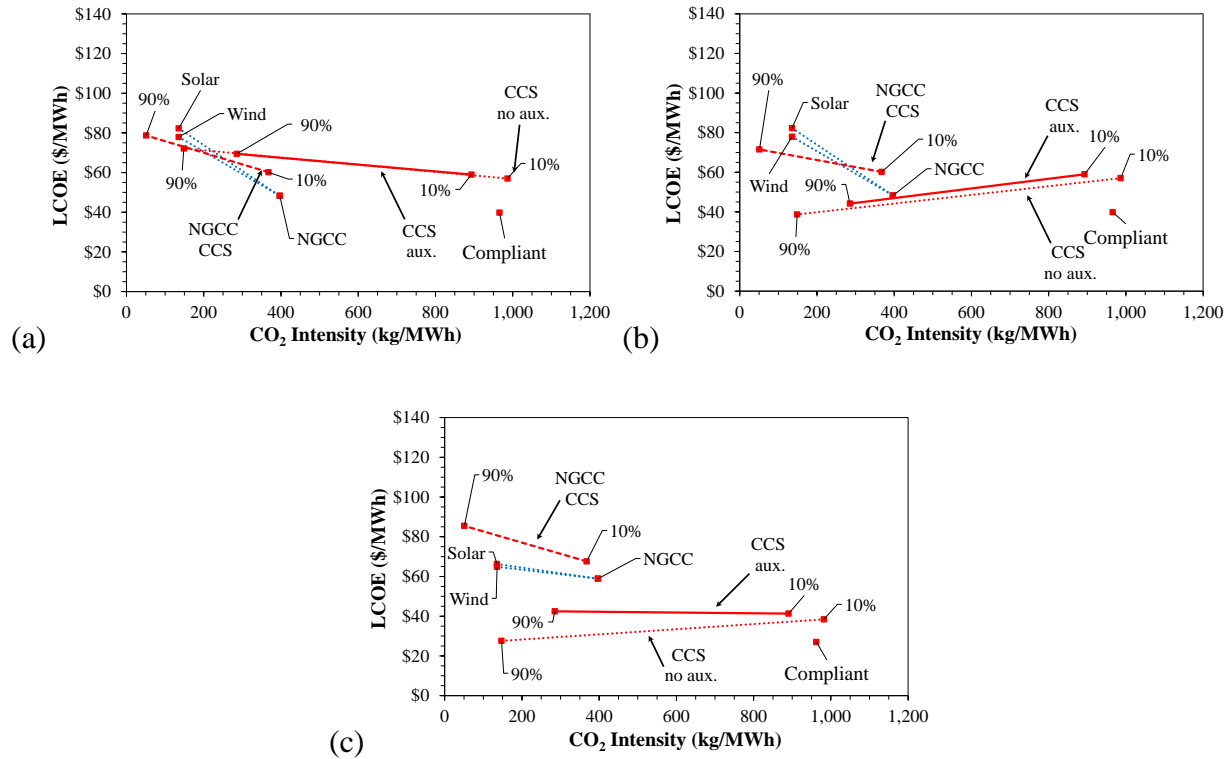 $140
$120
$100
$80
$60
$40
$20
$0
LCOE ($/MWh)
Solar
90%
Wind
90%
CCS
no aux.
90%
10%
10%
10%
NGCC
CCS
NGCC
CCS
aux.
Compliant
0
200
400
600
800
1,000
1,200
CO₂ Intensity (kg/MWh)
(a)
$140
$120
$100
$80
$60
$40
$20
$0
LCOE ($/MWh)
90%
Solar
NGCC
CCS
CCS
aux.
10%
10%
10%
Wind
90%
NGCC
90%
CCS
no aux.
Compliant
0
200
400
600
800
1,000
1,200
CO₂ Intensity (kg/MWh)
(b)
$140
$120
$100
$80
$60
$40
$20
$0
LCOE ($/MWh)
90%
NGCC
CCS
10%
Solar
NGCC
Wind
CCS
aux.
10%
10%
90%
90%
CCS
no aux.
Compliant
0
200
400
600
800
1,000
1,200
CO₂ Intensity (kg/MWh)
(c)